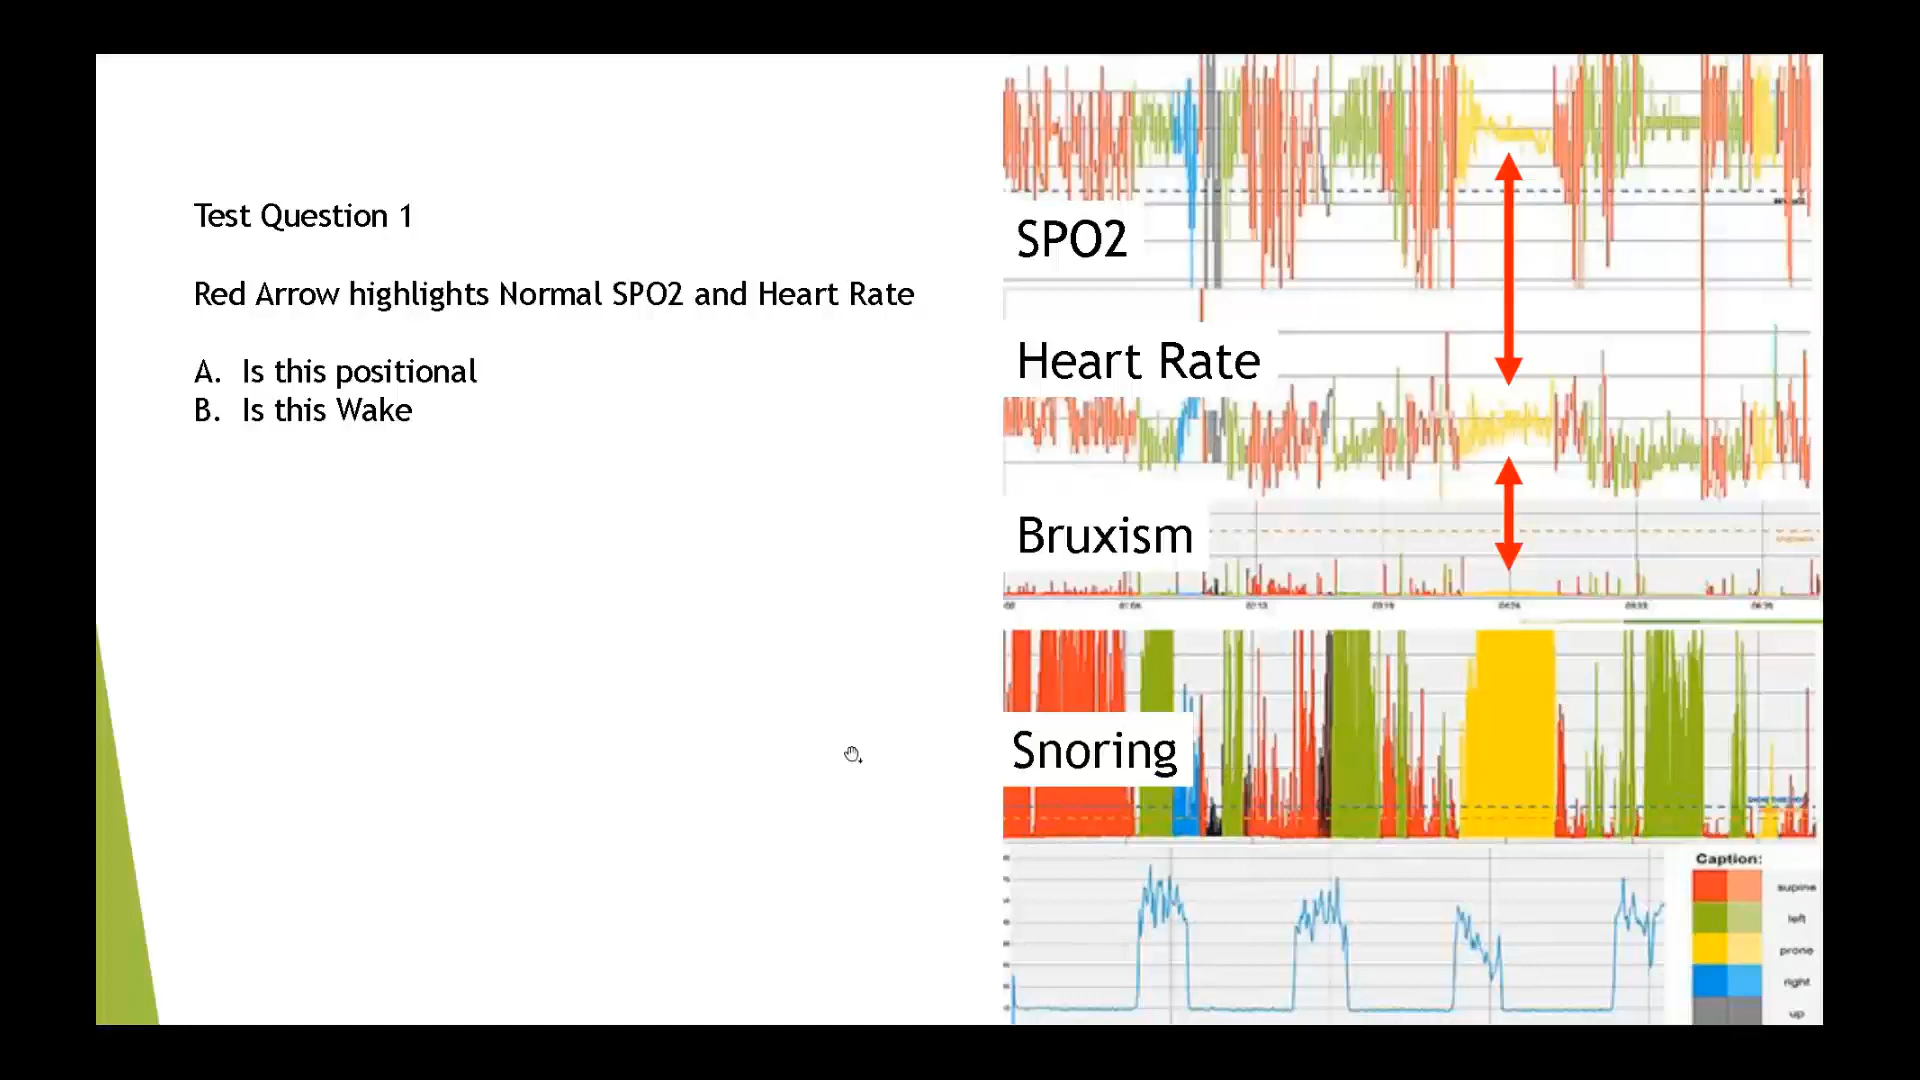 Test Question 1
Red Arrow highlights Normal SPO2 and Heart Rate
A. Is this positional
B. Is this Wake
SPO2
Heart Rate
Bruxism
Snoring
Caption:
supine
left
prone
right
up